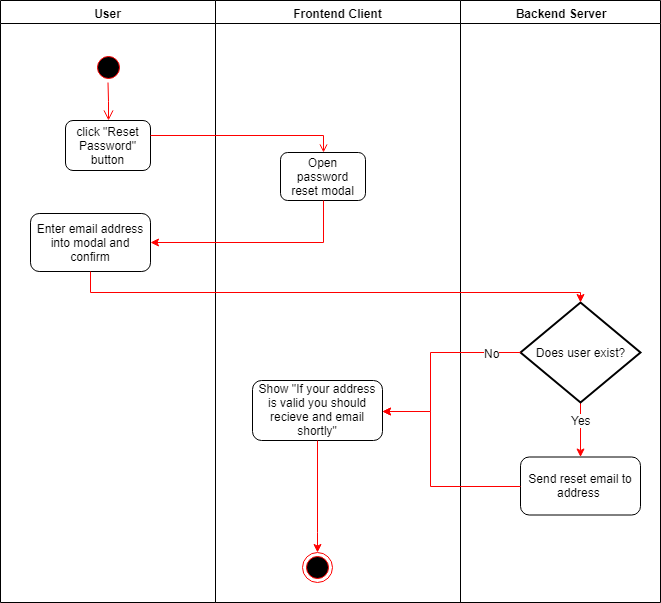 User
Frontend Client
Backend Server
click "Reset
Password"
button
Open
password
reset modal
Enter email address
into modal and
confirm
Does user exist?
No
Show "If your address
is valid you should
recieve and email
shortly"
Yes
Send reset email to
address